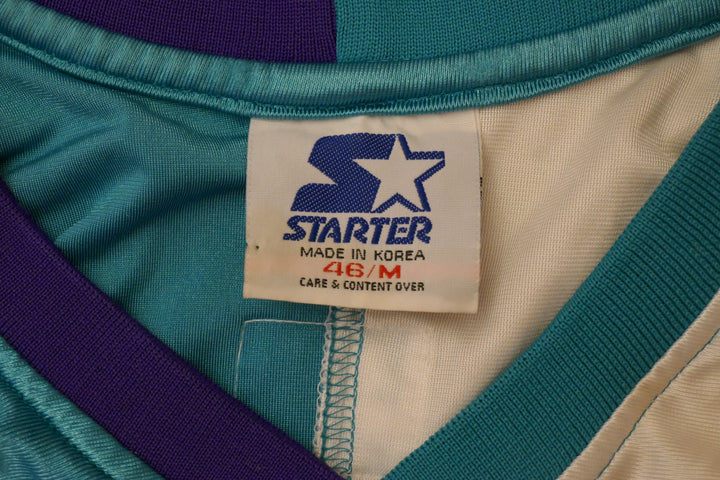 STARTER
MADE IN KOREA
46/M
CARE & CONTENT OVER